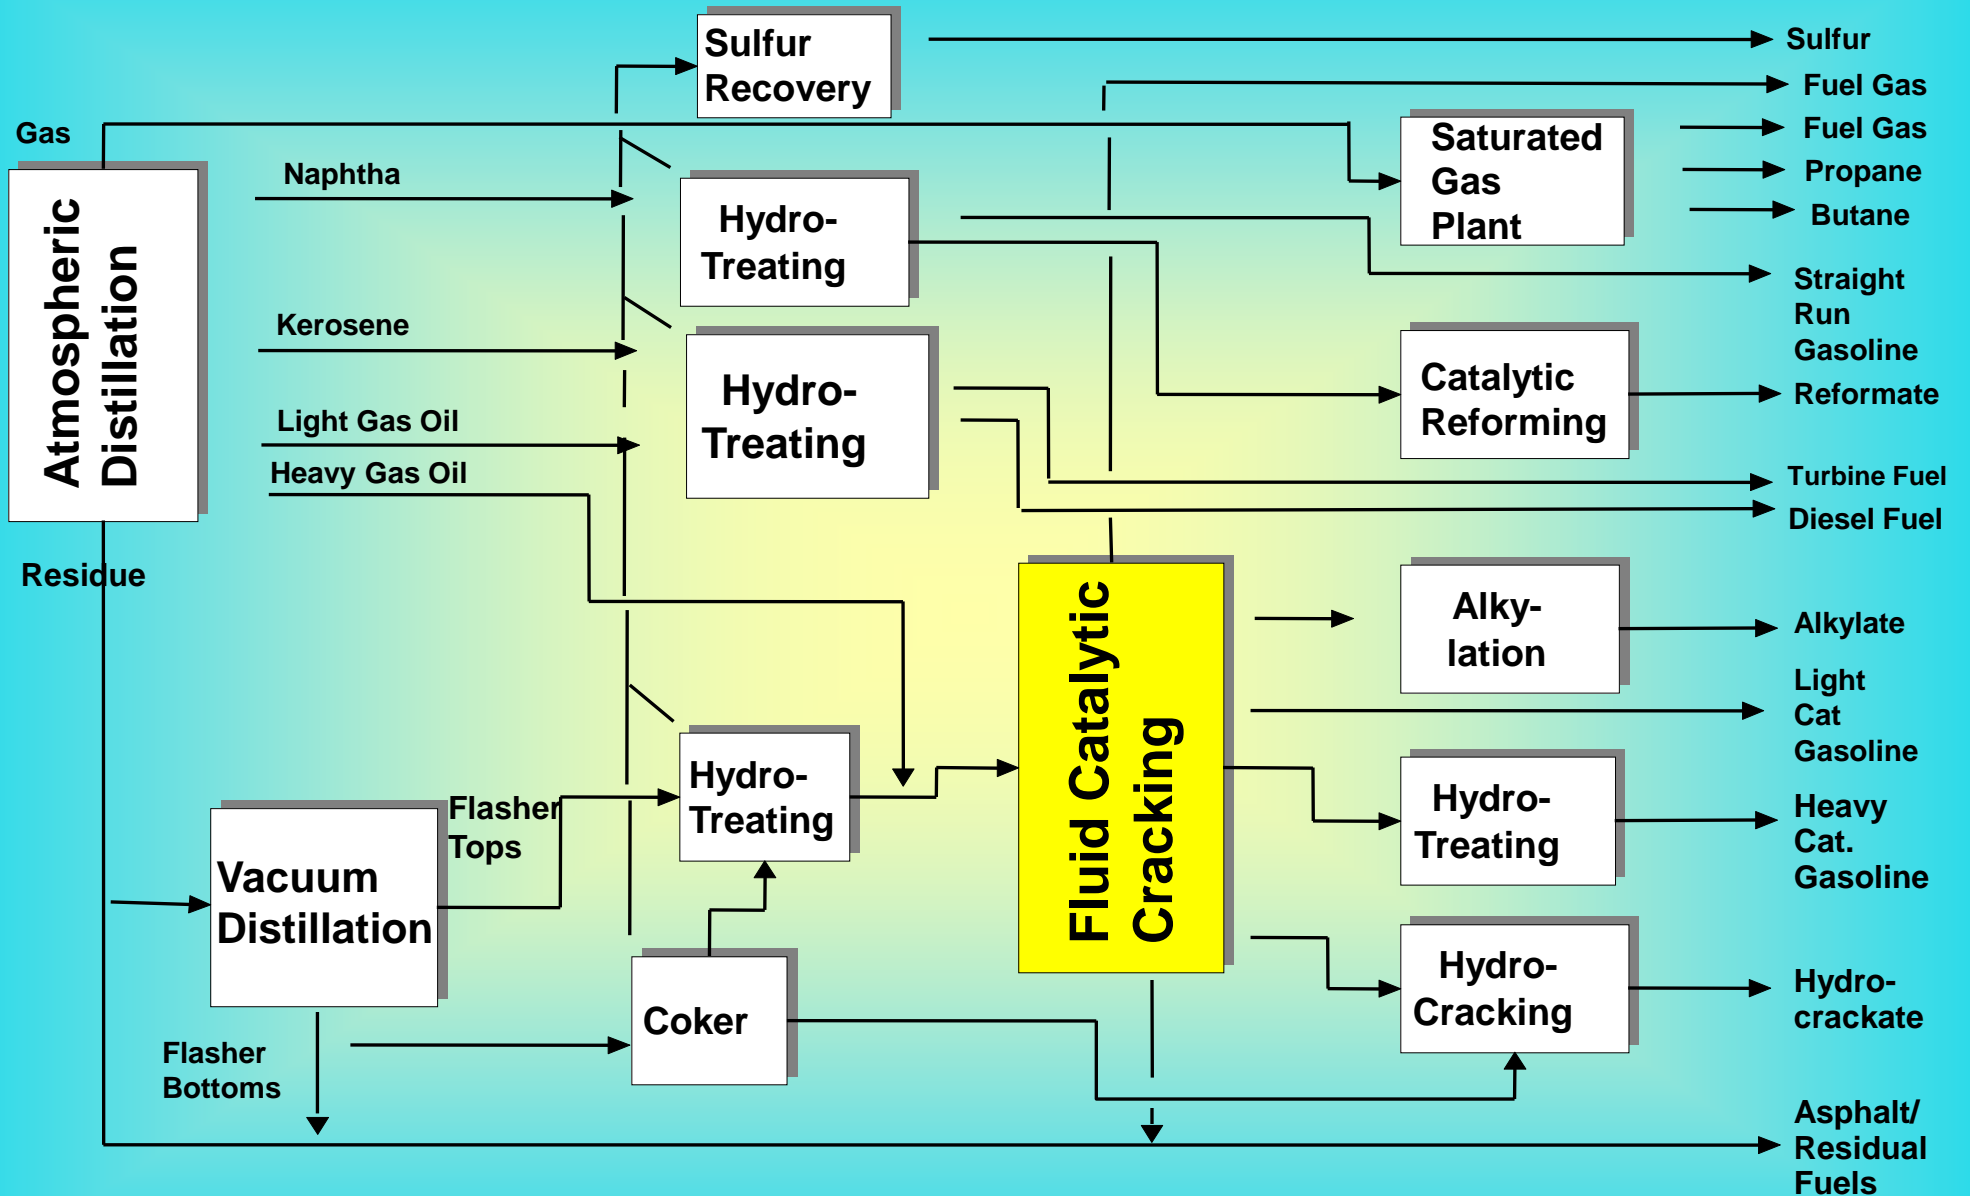 Sulfur
Recovery
Sulfur
Fuel Gas
Gas
Saturated
Gas
Plant
Fuel Gas
Propane
Butane
Naphtha
Hydro-
Treating
Atmospheric
Distillation
Straight
Run
Gasoline
Kerosene
Hydro-
Treating
Catalytic
Reforming
Reformate
Light Gas Oil
Heavy Gas Oil
Turbine Fuel
Diesel Fuel
Residue
Fluid Catalytic
Cracking
Alky-
lation
Alkylate
Light
Cat
Gasoline
Hydro-
Treating
Flasher
Tops
Hydro-
Treating
Heavy
Cat.
Gasoline
Vacuum
Distillation
Hydro-
Cracking
Hydro-
crackate
Coker
Flasher
Bottoms
Asphalt/
Residual
Fuels